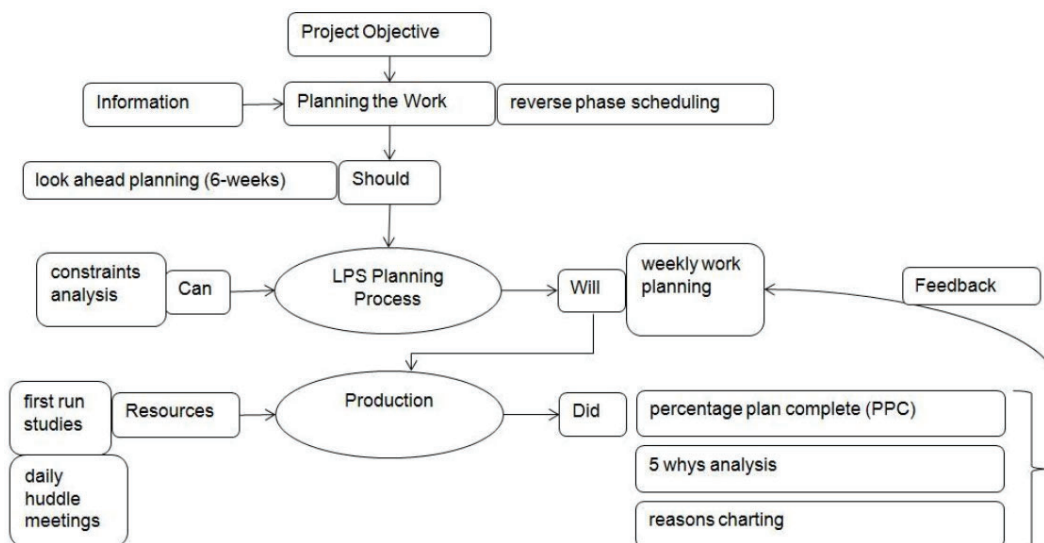 Project Objective
Information
Planning the Work
reverse phase scheduling
look ahead planning (6-weeks)
Should
constraints
analysis
Can
LPS Planning
Process
Will
weekly work
planning
Feedback
first run
studies
Resources
Production
Did
percentage plan complete (PPC)
daily
huddle
meetings
5 whys analysis
reasons charting